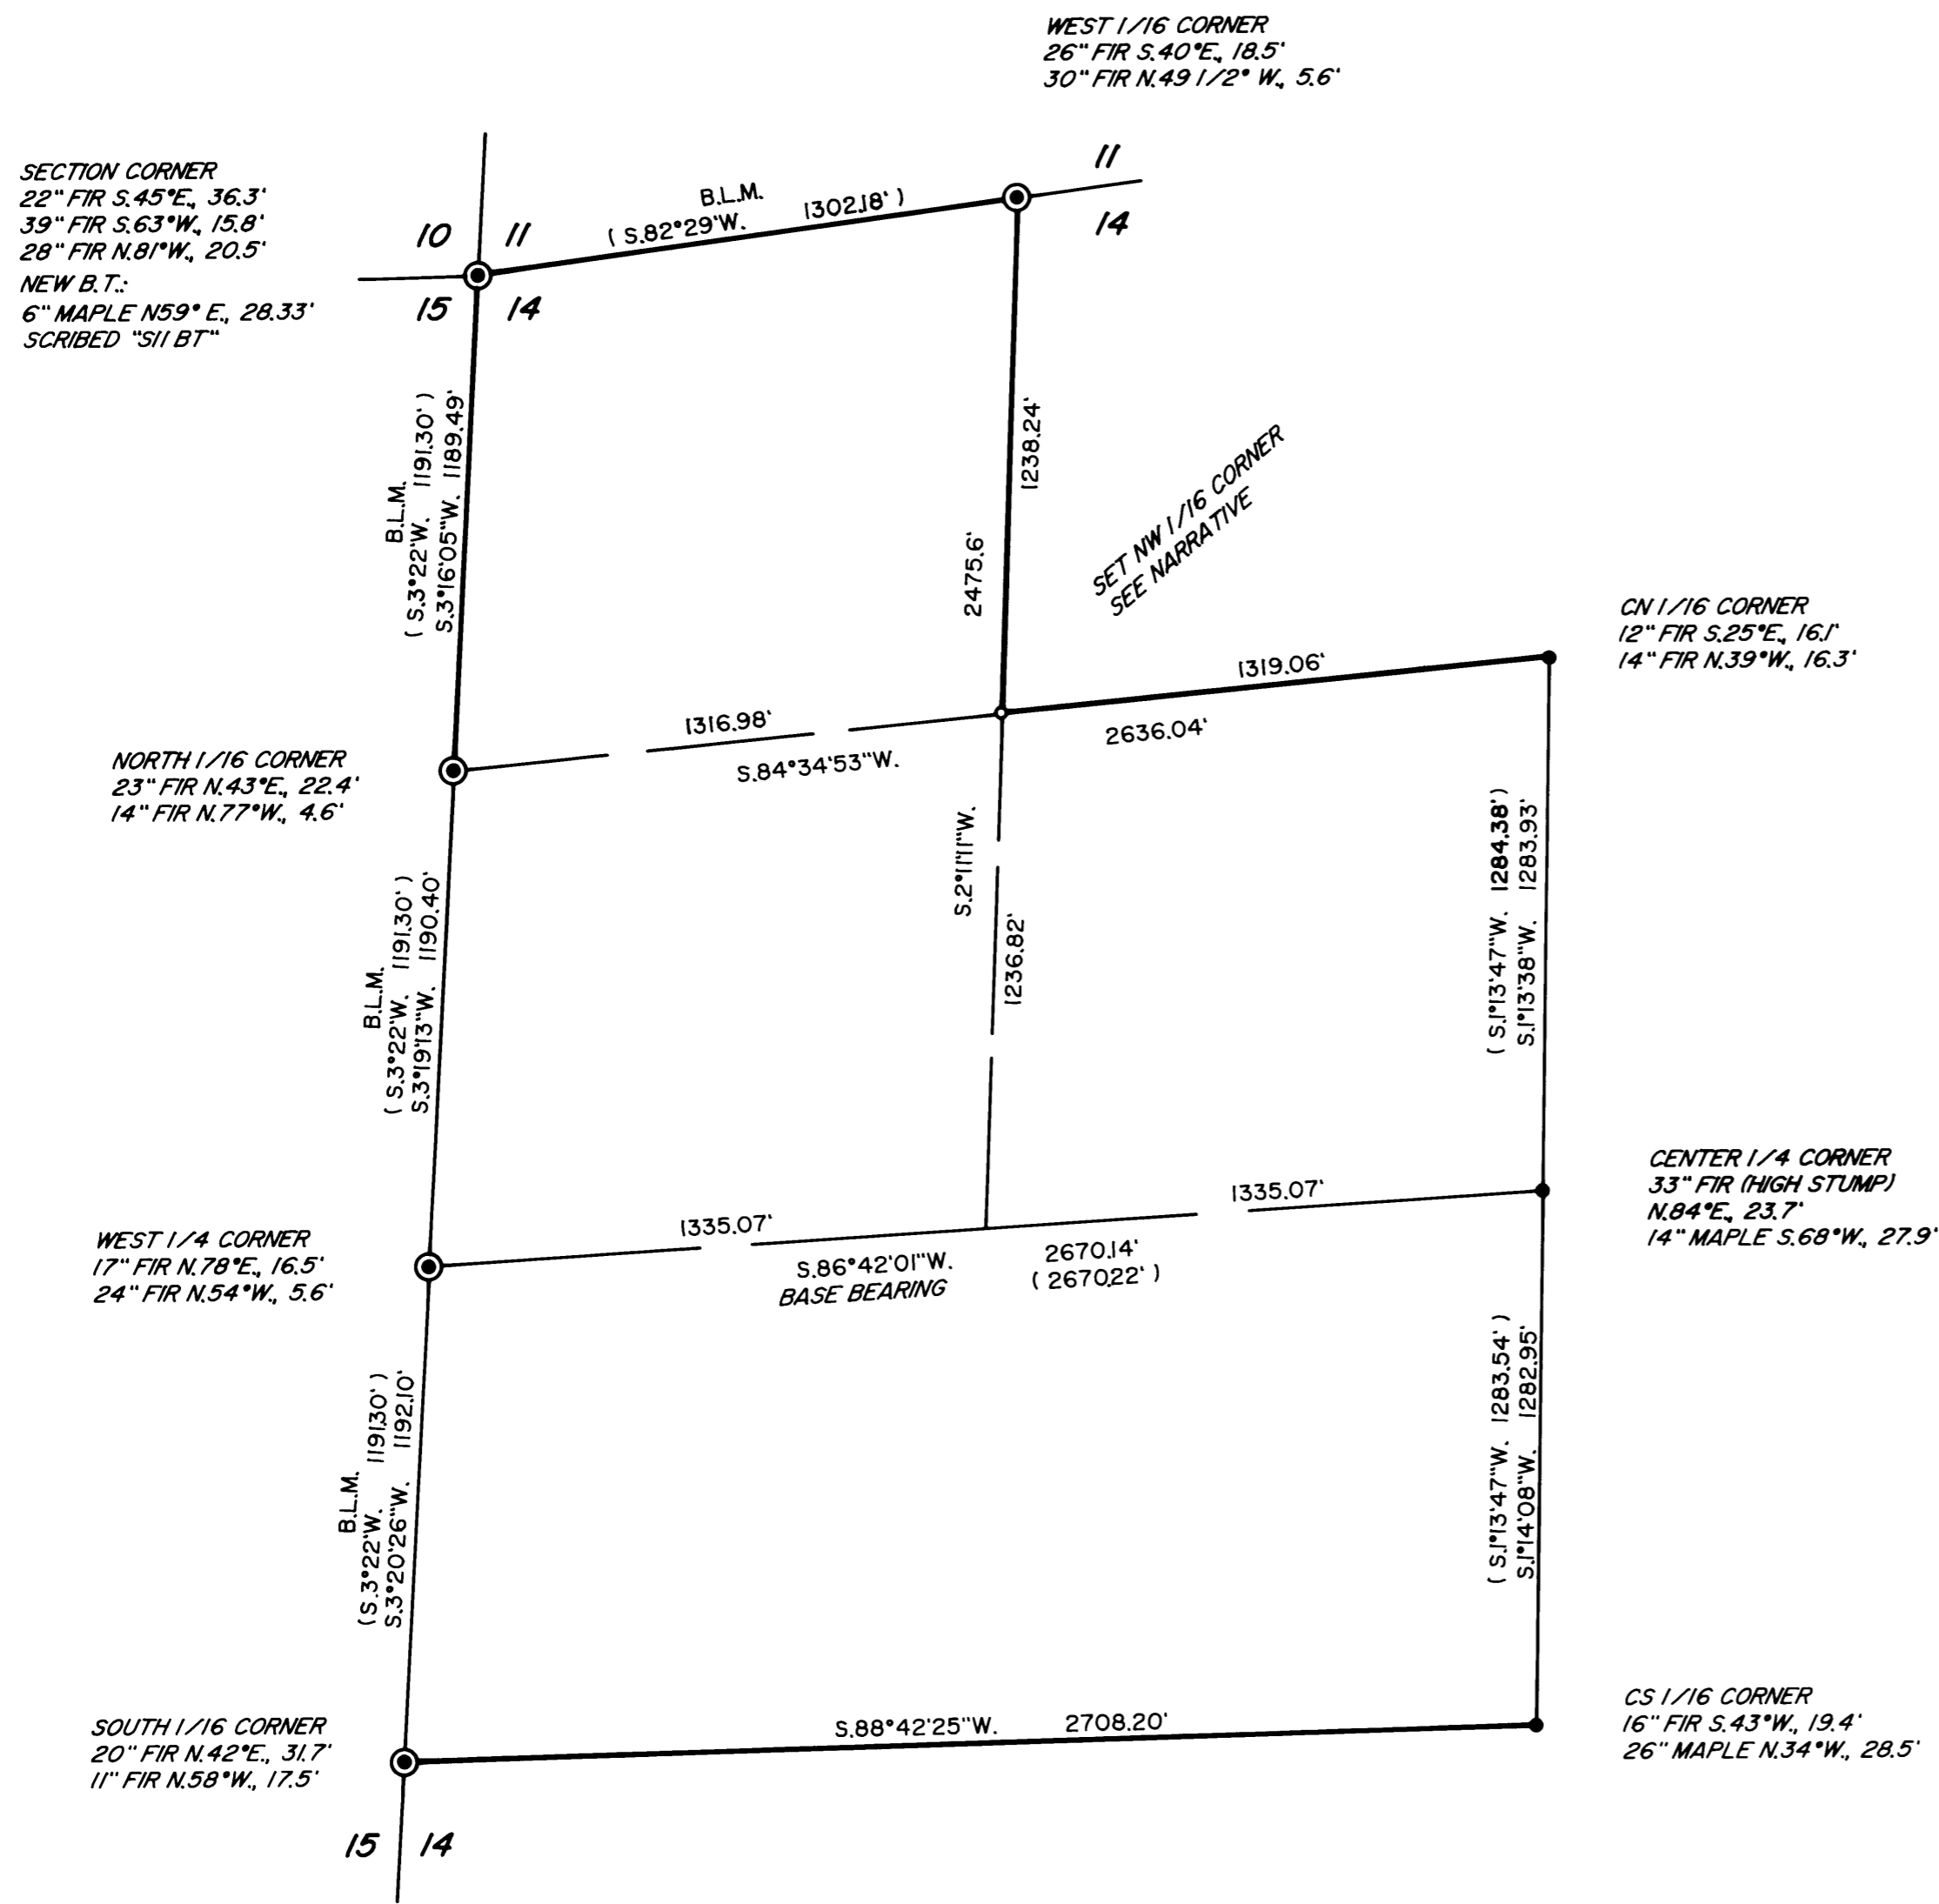 WEST 1/16 CORNER
26" FIR S.40°E., 18.5'
30" FIR N.49 1/2° W., 5.6'
SECTION CORNER
22" FIR S.45°E., 36.3'
39" FIR S.63°W., 15.8'
28" FIR N.81°W., 20.5'
NEW B.T.:
6" MAPLE N59° E., 28.33'
SCRIBED "S11 BT"
10 11
15 14
11
14
B.L.M.
( S.82°29'W. 1302.18' )
B.L.M.
( S.3°22'W. 1191.30' )
S.3°16'05"W. 1189.49'
1238.24'
2475.6'
SET NW 1/16 CORNER
SEE NARRATIVE
CN 1/16 CORNER
12" FIR S.25°E., 16.1'
14" FIR N.39°W., 16.3'
1319.06'
2636.04'
1316.98'
S.84°34'53"W.
NORTH 1/16 CORNER
23" FIR N.43°E., 22.4'
14" FIR N.77°W., 4.6'
S.2°11'11"W.
1236.82'
( S.1°13'47"W. 1284.38' )
S.1°13'38"W. 1283.93'
B.L.M.
( S.3°22'W. 1191.30' )
S.3°19'13"W. 1190.40'
CENTER 1/4 CORNER
33" FIR (HIGH STUMP)
N.84°E., 23.7'
14" MAPLE S.68°W., 27.9'
WEST 1/4 CORNER
17" FIR N.78°E., 16.5'
24" FIR N.54°W., 5.6'
1335.07'
1335.07'
S.86°42'01"W.
BASE BEARING
2670.14'
( 2670.22' )
B.L.M.
(S.3°22'W. 1191.30' )
S.3°20'26"W. 1192.10'
( S.1°13'47"W. 1283.54' )
S.1°14'08"W. 1282.95'
SOUTH 1/16 CORNER
20" FIR N.42°E., 31.7'
11" FIR N.58°W., 17.5'
S.88°42'25"W. 2708.20'
CS 1/16 CORNER
16" FIR S.43°W., 19.4'
26" MAPLE N.34°W., 28.5'
15 14